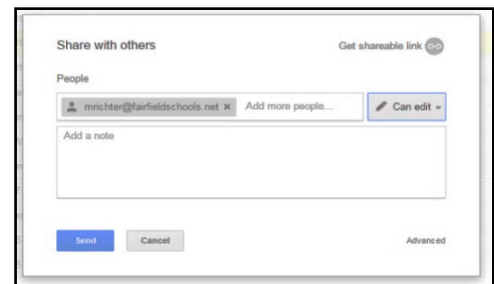 Share with others Get shareable link
People
mrichter@fairfieldschools.net × Add more people... Can edit
Add a note
Send Cancel Advanced